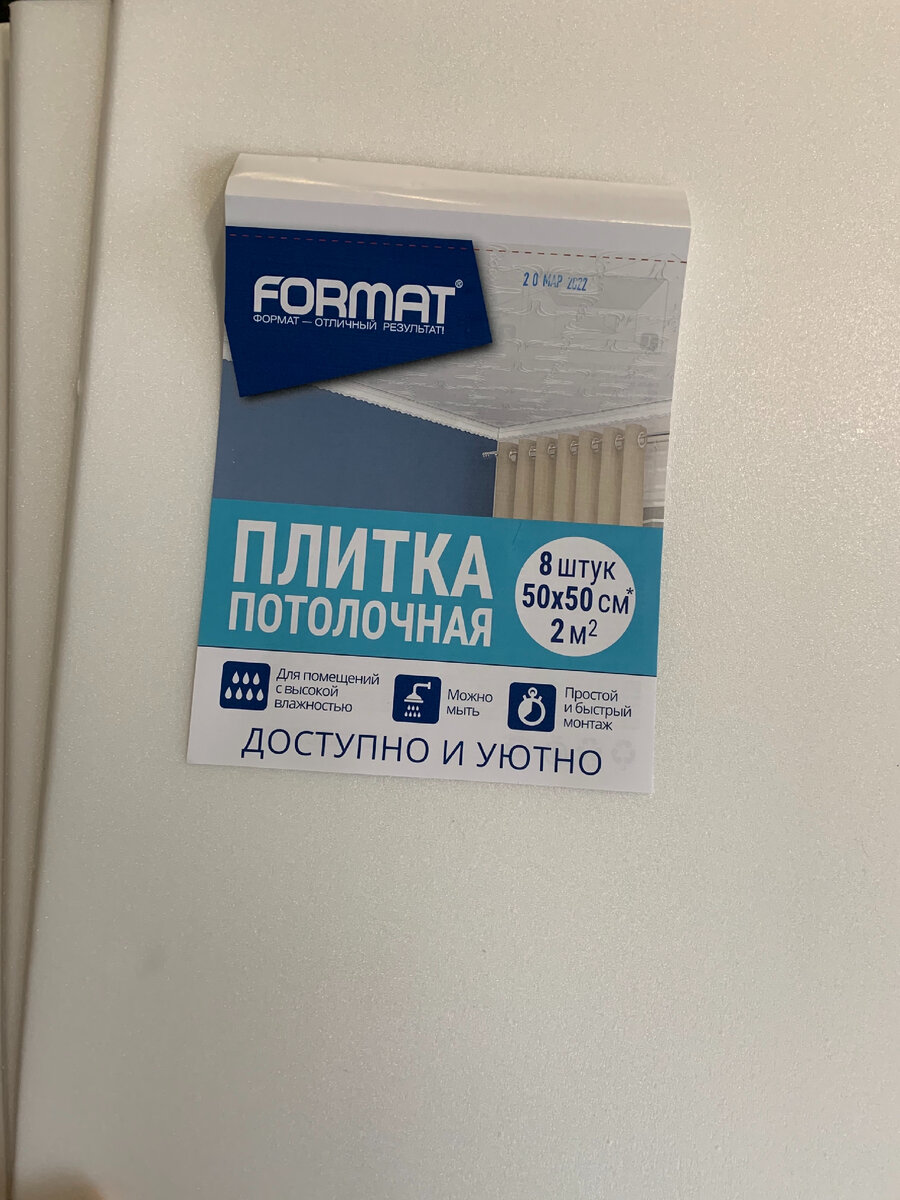 FORMAT®
ФОРМАТ — ОТЛИЧНЫЙ РЕЗУЛЬТАТ!
20 МАР 2022
ПЛИТКА
ПОТОЛОЧНАЯ
8 штук
50х50 см*
2 м²
Для помещений
с высокой
влажностью
Можно
мыть
Простой
и быстрый
монтаж
ДОСТУПНО И УЮТНО